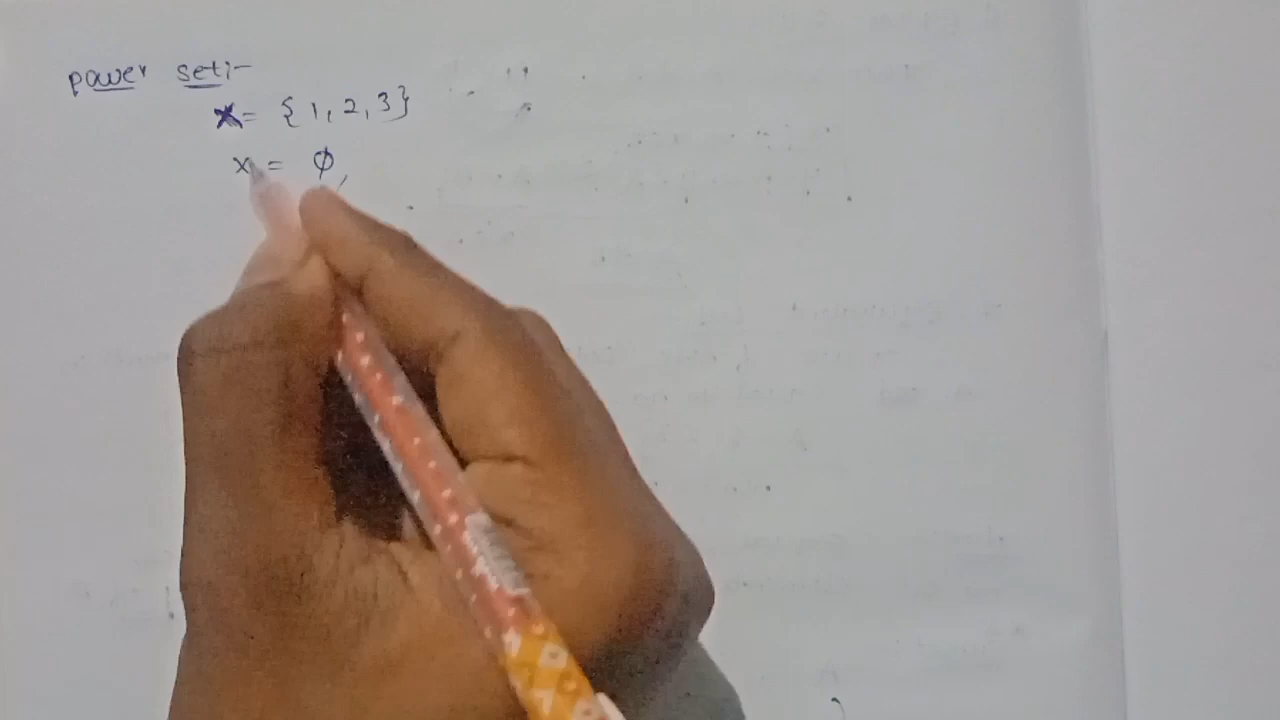 power set:-
x = {1, 2, 3}
x = φ,